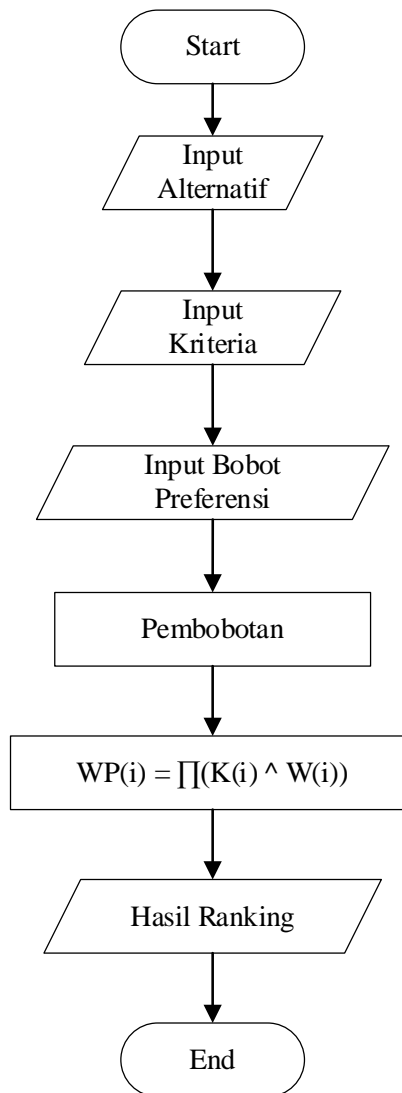 Start
Input
Alternatif
Input
Kriteria
Input Bobot
Preferensi
Pembobotan
WP(i) = ∏(K(i) ^ W(i))
Hasil Ranking
End